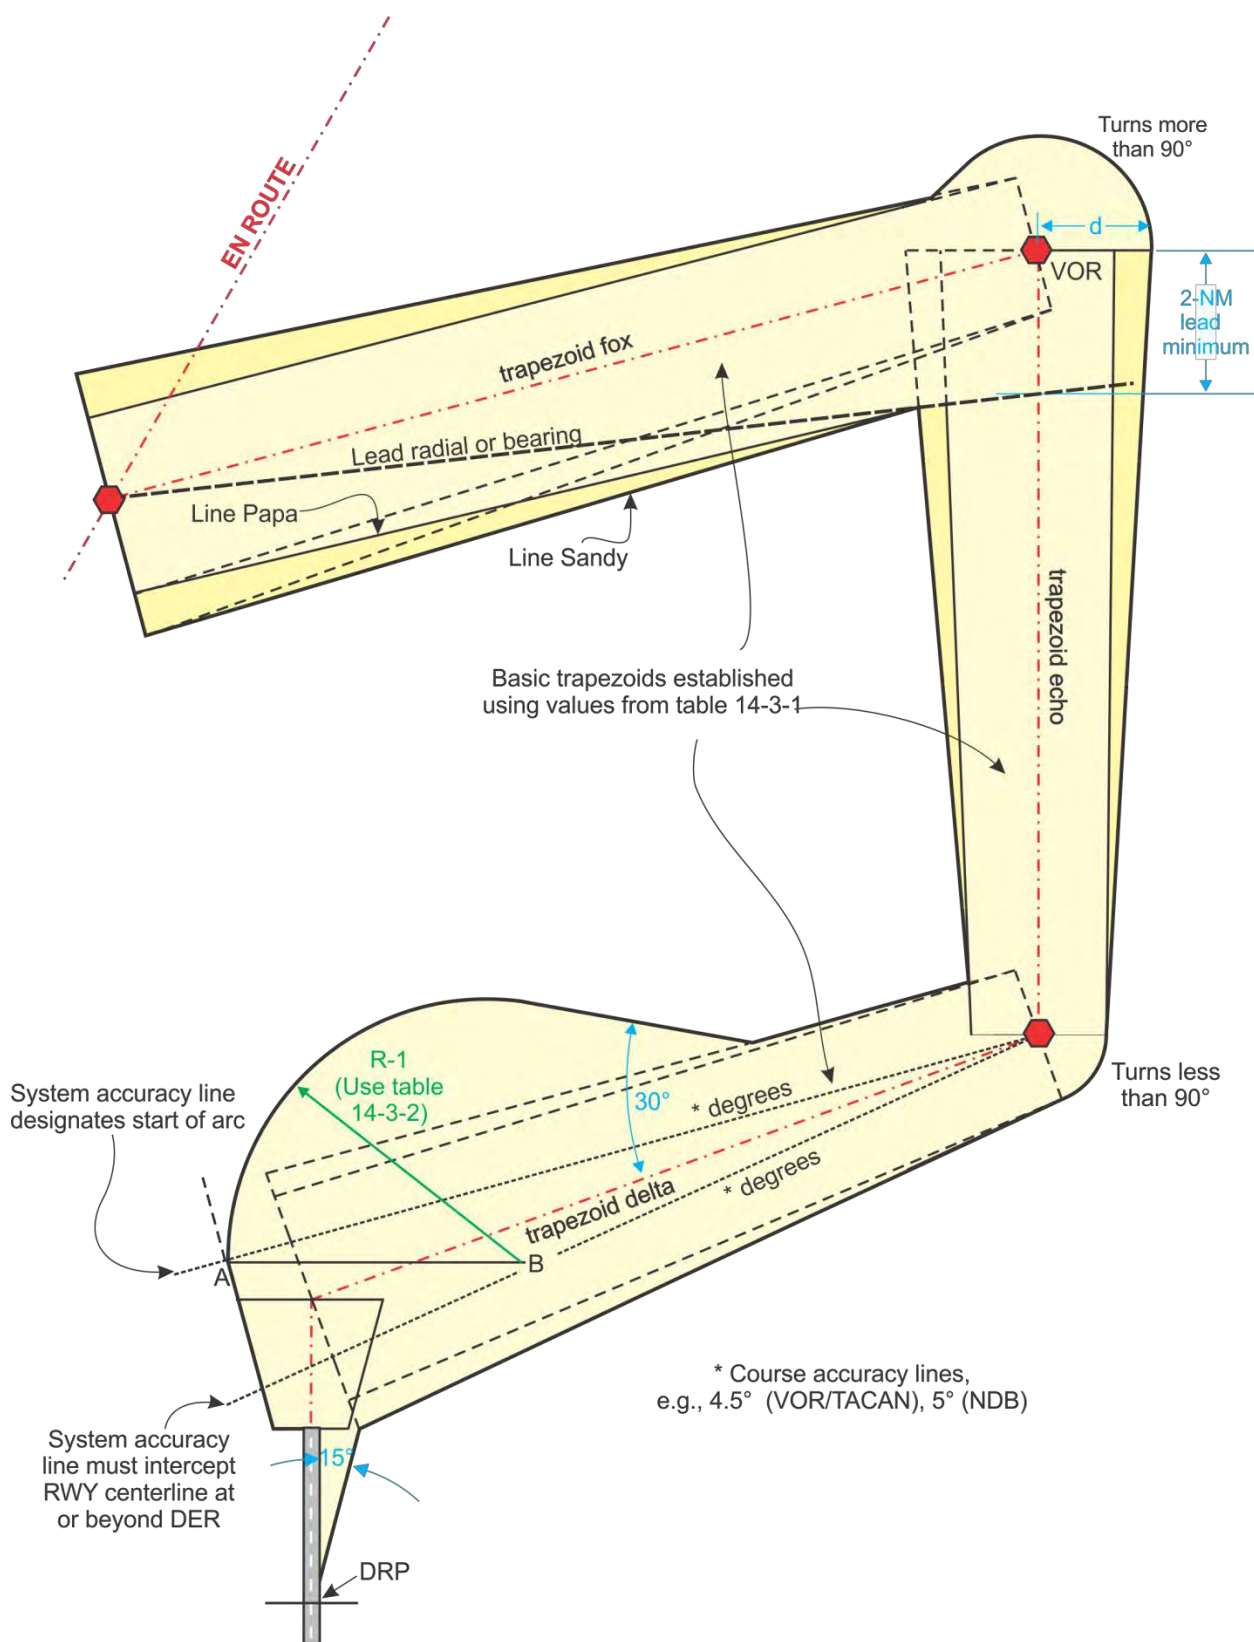 Turns more
than 90°
EN ROUTE
d
VOR
2-NM
lead
minimum
trapezoid fox
Lead radial or bearing
Line Papa
Line Sandy
trapezoid echo
Basic trapezoids established
using values from table 14-3-1
R-1
(Use table
14-3-2)
System accuracy line
designates start of arc
30°
* degrees
* degrees
trapezoid delta
Turns less
than 90°
A
B
* Course accuracy lines,
e.g., 4.5° (VOR/TACAN), 5° (NDB)
System accuracy
line must intercept
RWY centerline at
or beyond DER
15°
DRP